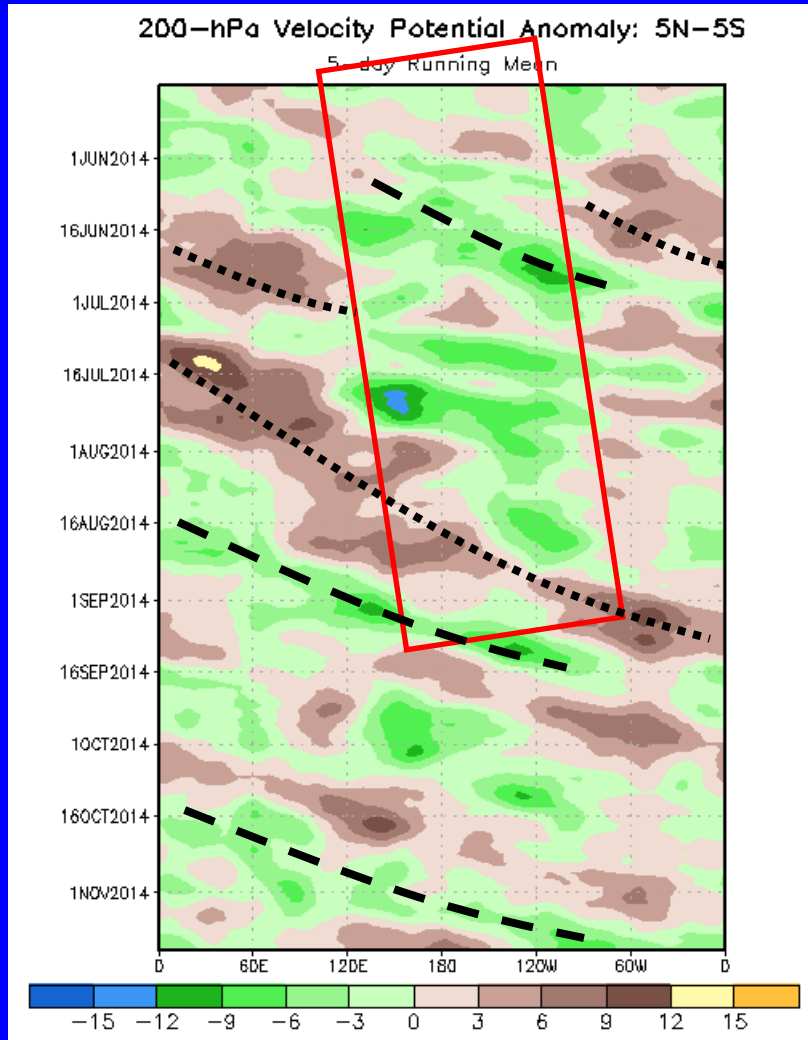 200-hPa Velocity Potential Anomaly: 5N-5S
5-day Running Mean
1JUN2014
16JUN2014
1JUL2014
16JUL2014
1AUG2014
16AUG2014
1SEP2014
16SEP2014
1OCT2014
16OCT2014
1NOV2014
0 60E 120E 180 120W 60W 0
-15 -12 -9 -6 -3 0 3 6 9 12 15